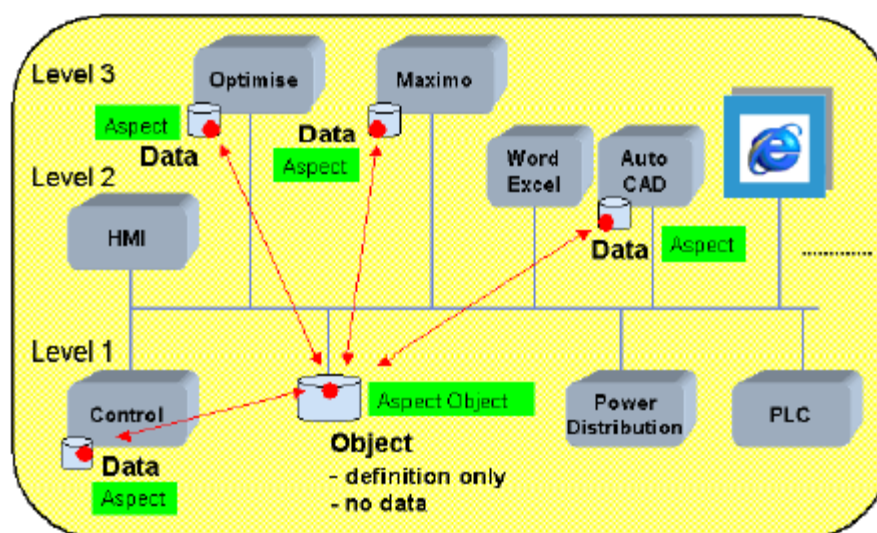 Level 3
Optimise
Maximo
Aspect
Data
Data
Aspect
Word
Excel
Auto
CAD
Level 2
HMI
Data
Aspect
Level 1
Control
Aspect Object
Power
Distribution
PLC
Object
- definition only
- no data
Data
Aspect